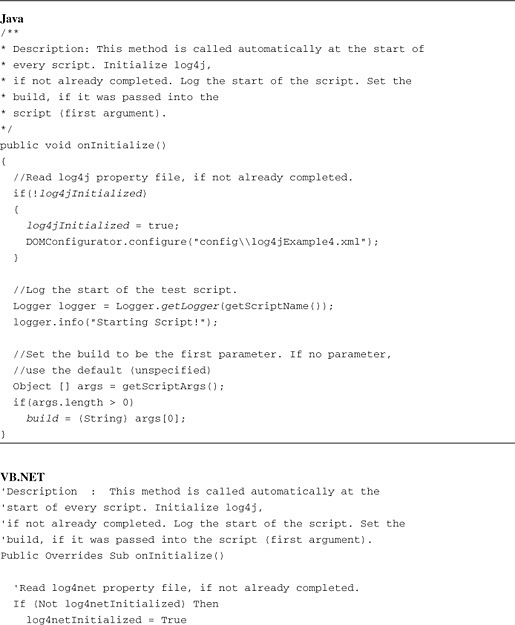 Java
/**
* Description: This method is called automatically at the start of
* every script. Initialize log4j,
* if not already completed. Log the start of the script. Set the
* build, if it was passed into the
* script (first argument).
*/
public void onInitialize()
{
//Read log4j property file, if not already completed.
if(!log4jInitialized)
{
log4jInitialized = true;
DOMConfigurator.configure("config\\log4jExample4.xml");
}
//Log the start of the test script.
Logger logger = Logger.getLogger(getScriptName());
logger.info("Starting Script!");
//Set the build to be the first parameter. If no parameter,
//use the default (unspecified)
Object [] args = getScriptArgs();
if(args.length > 0)
build = (String) args[0];
}
VB.NET
'Description  :  This method is called automatically at the
'start of every script. Initialize log4j,
'if not already completed. Log the start of the script. Set the
'build, if it was passed into the script (first argument).
Public Overrides Sub onInitialize()
'Read log4net property file, if not already completed.
If (Not log4netInitialized) Then
log4netInitialized = True